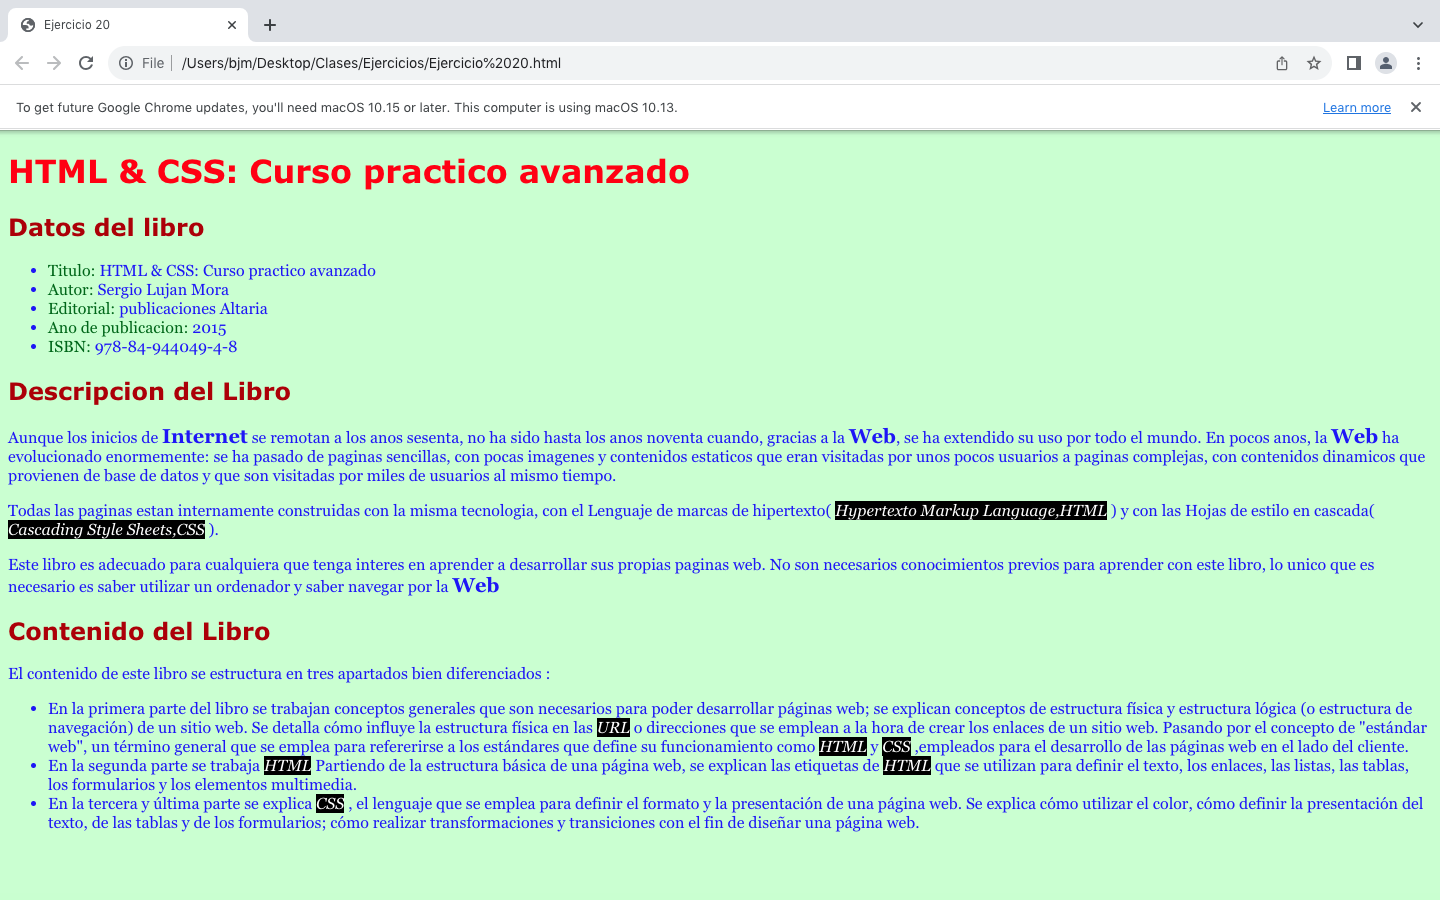 Ejercicio 20
File /Users/bjm/Desktop/Clases/Ejercicios/Ejercicio%2020.html
To get future Google Chrome updates, you'll need macOS 10.15 or later. This computer is using macOS 10.13. Learn more
HTML & CSS: Curso practico avanzado
Datos del libro
• Titulo: HTML & CSS: Curso practico avanzado
• Autor: Sergio Lujan Mora
• Editorial: publicaciones Altaria
• Ano de publicacion: 2015
• ISBN: 978-84-944049-4-8
Descripcion del Libro
Aunque los inicios de Internet se remotan a los anos sesenta, no ha sido hasta los anos noventa cuando, gracias a la Web, se ha extendido su uso por todo el mundo. En pocos anos, la Web ha
evolucionado enormemente: se ha pasado de paginas sencillas, con pocas imagenes y contenidos estaticos que eran visitadas por unos pocos usuarios a paginas complejas, con contenidos dinamicos que
provienen de base de datos y que son visitadas por miles de usuarios al mismo tiempo.
Todas las paginas estan internamente construidas con la misma tecnologia, con el Lenguaje de marcas de hipertexto( Hypertexto Markup Language,HTML ) y con las Hojas de estilo en cascada(
Cascading Style Sheets,CSS ).
Este libro es adecuado para cualquiera que tenga interes en aprender a desarrollar sus propias paginas web. No son necesarios conocimientos previos para aprender con este libro, lo unico que es
necesario es saber utilizar un ordenador y saber navegar por la Web
Contenido del Libro
El contenido de este libro se estructura en tres apartados bien diferenciados :
• En la primera parte del libro se trabajan conceptos generales que son necesarios para poder desarrollar páginas web; se explican conceptos de estructura física y estructura lógica (o estructura de
navegación) de un sitio web. Se detalla cómo influye la estructura física en las URL o direcciones que se emplean a la hora de crear los enlaces de un sitio web. Pasando por el concepto de "estándar
web", un término general que se emplea para refererirse a los estándares que define su funcionamiento como HTML y CSS ,empleados para el desarrollo de las páginas web en el lado del cliente.
• En la segunda parte se trabaja HTML Partiendo de la estructura básica de una página web, se explican las etiquetas de HTML que se utilizan para definir el texto, los enlaces, las listas, las tablas,
los formularios y los elementos multimedia.
• En la tercera y última parte se explica CSS , el lenguaje que se emplea para definir el formato y la presentación de una página web. Se explica cómo utilizar el color, cómo definir la presentación del
texto, de las tablas y de los formularios; cómo realizar transformaciones y transiciones con el fin de diseñar una página web.